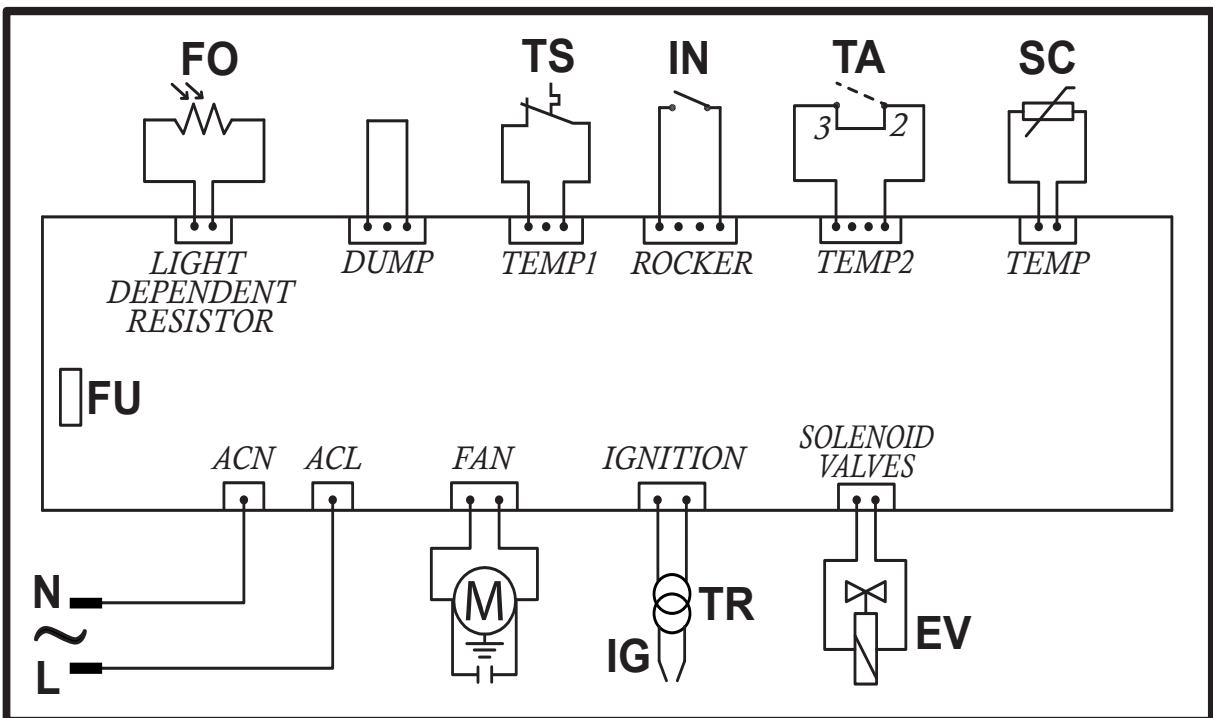 FO
TS
IN
TA
SC
3 2
LIGHT
DEPENDENT
RESISTOR
DUMP
TEMP1
ROCKER
TEMP2
TEMP
FU
ACN
ACL
FAN
IGNITION
SOLENOID
VALVES
N
~
L
M
IG
TR
EV